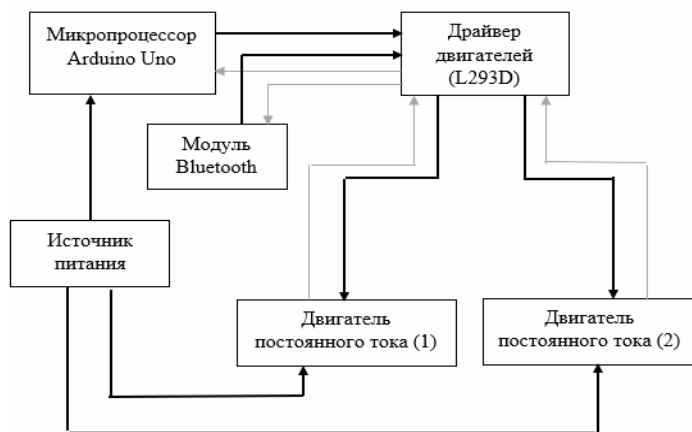 Микропроцессор
Arduino Uno
Драйвер
двигателей
(L293D)
Модуль
Bluetooth
Источник
питания
Двигатель
постоянного тока (1)
Двигатель
постоянного тока (2)